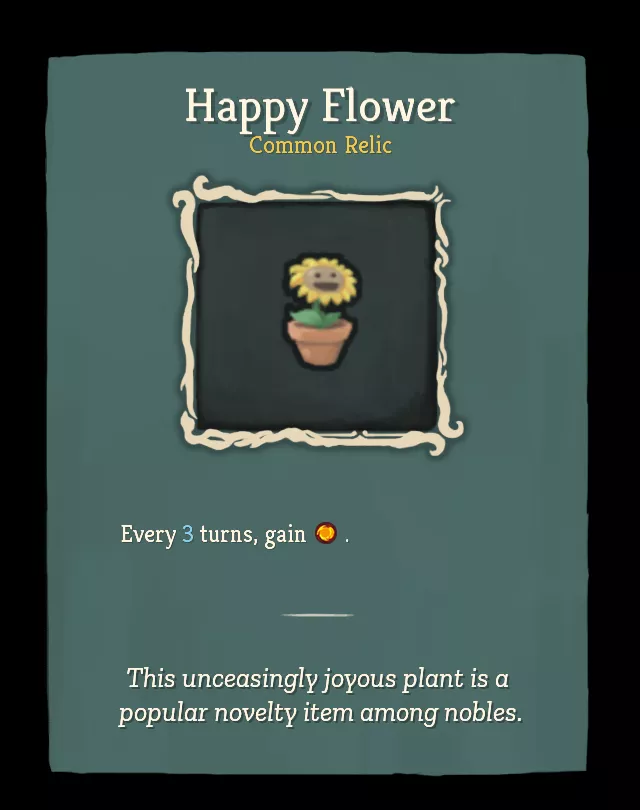 Happy Flower
Common Relic
Every 3 turns, gain .
This unceasingly joyous plant is a
popular novelty item among nobles.